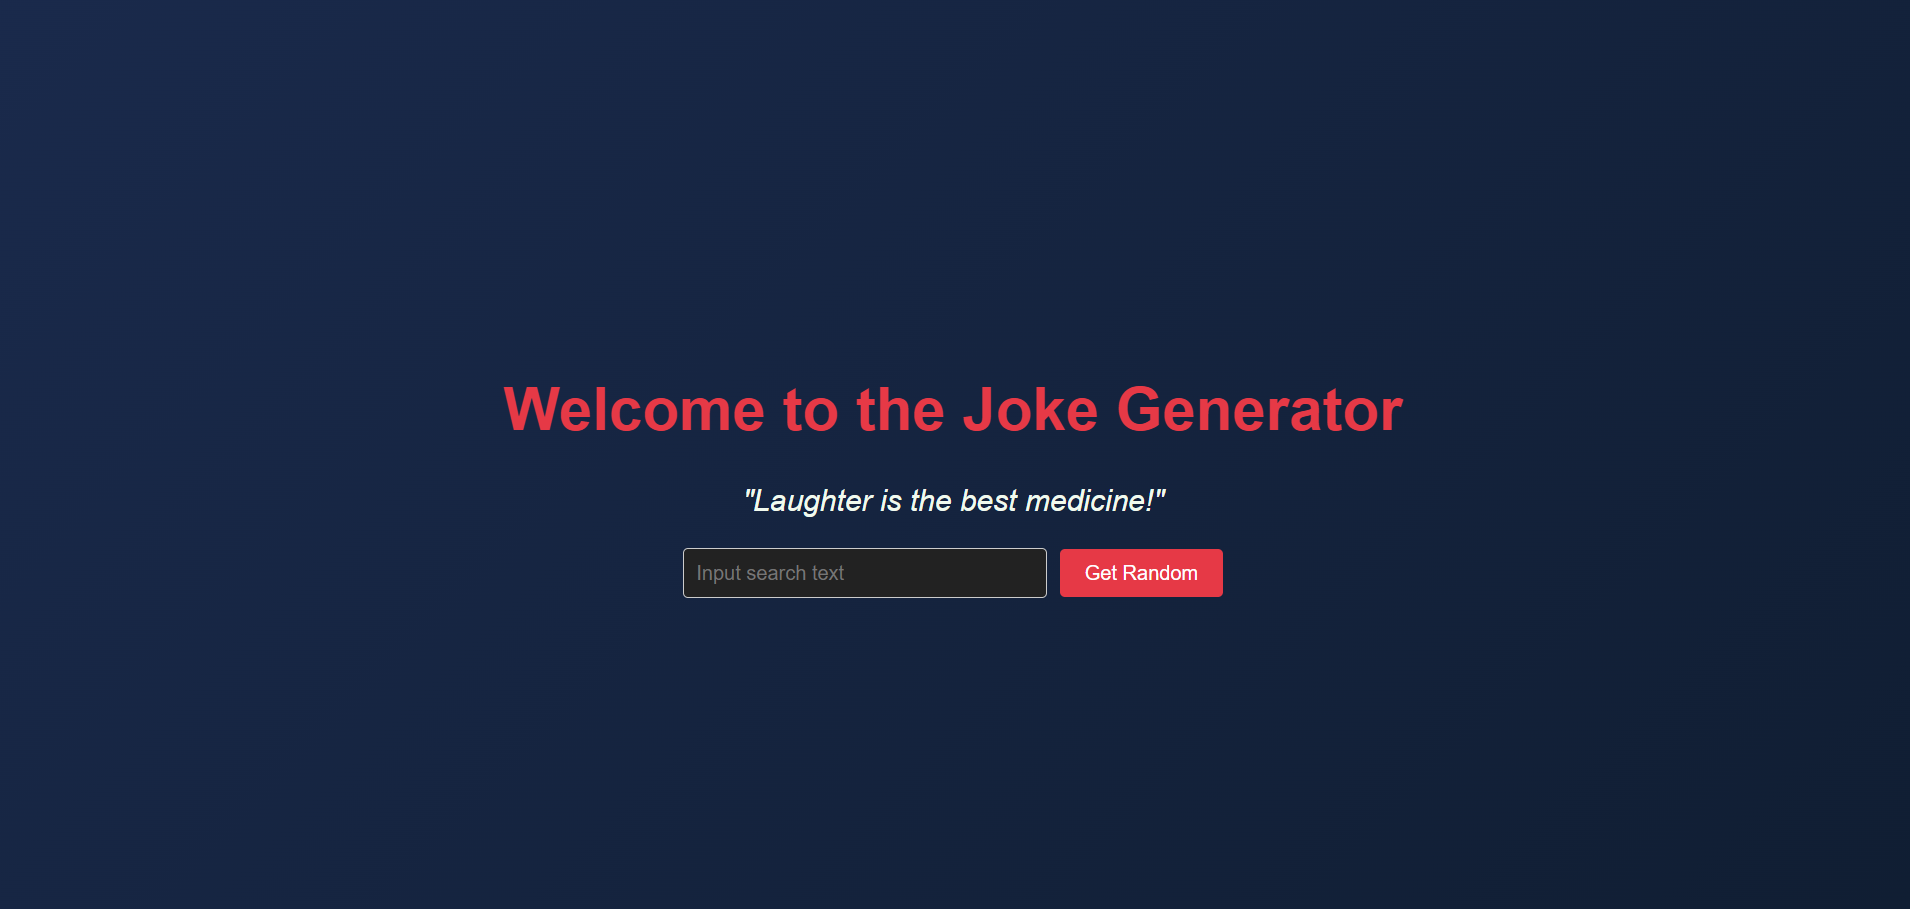 Welcome to the Joke Generator
"Laughter is the best medicine!"
Input search text
Get Random